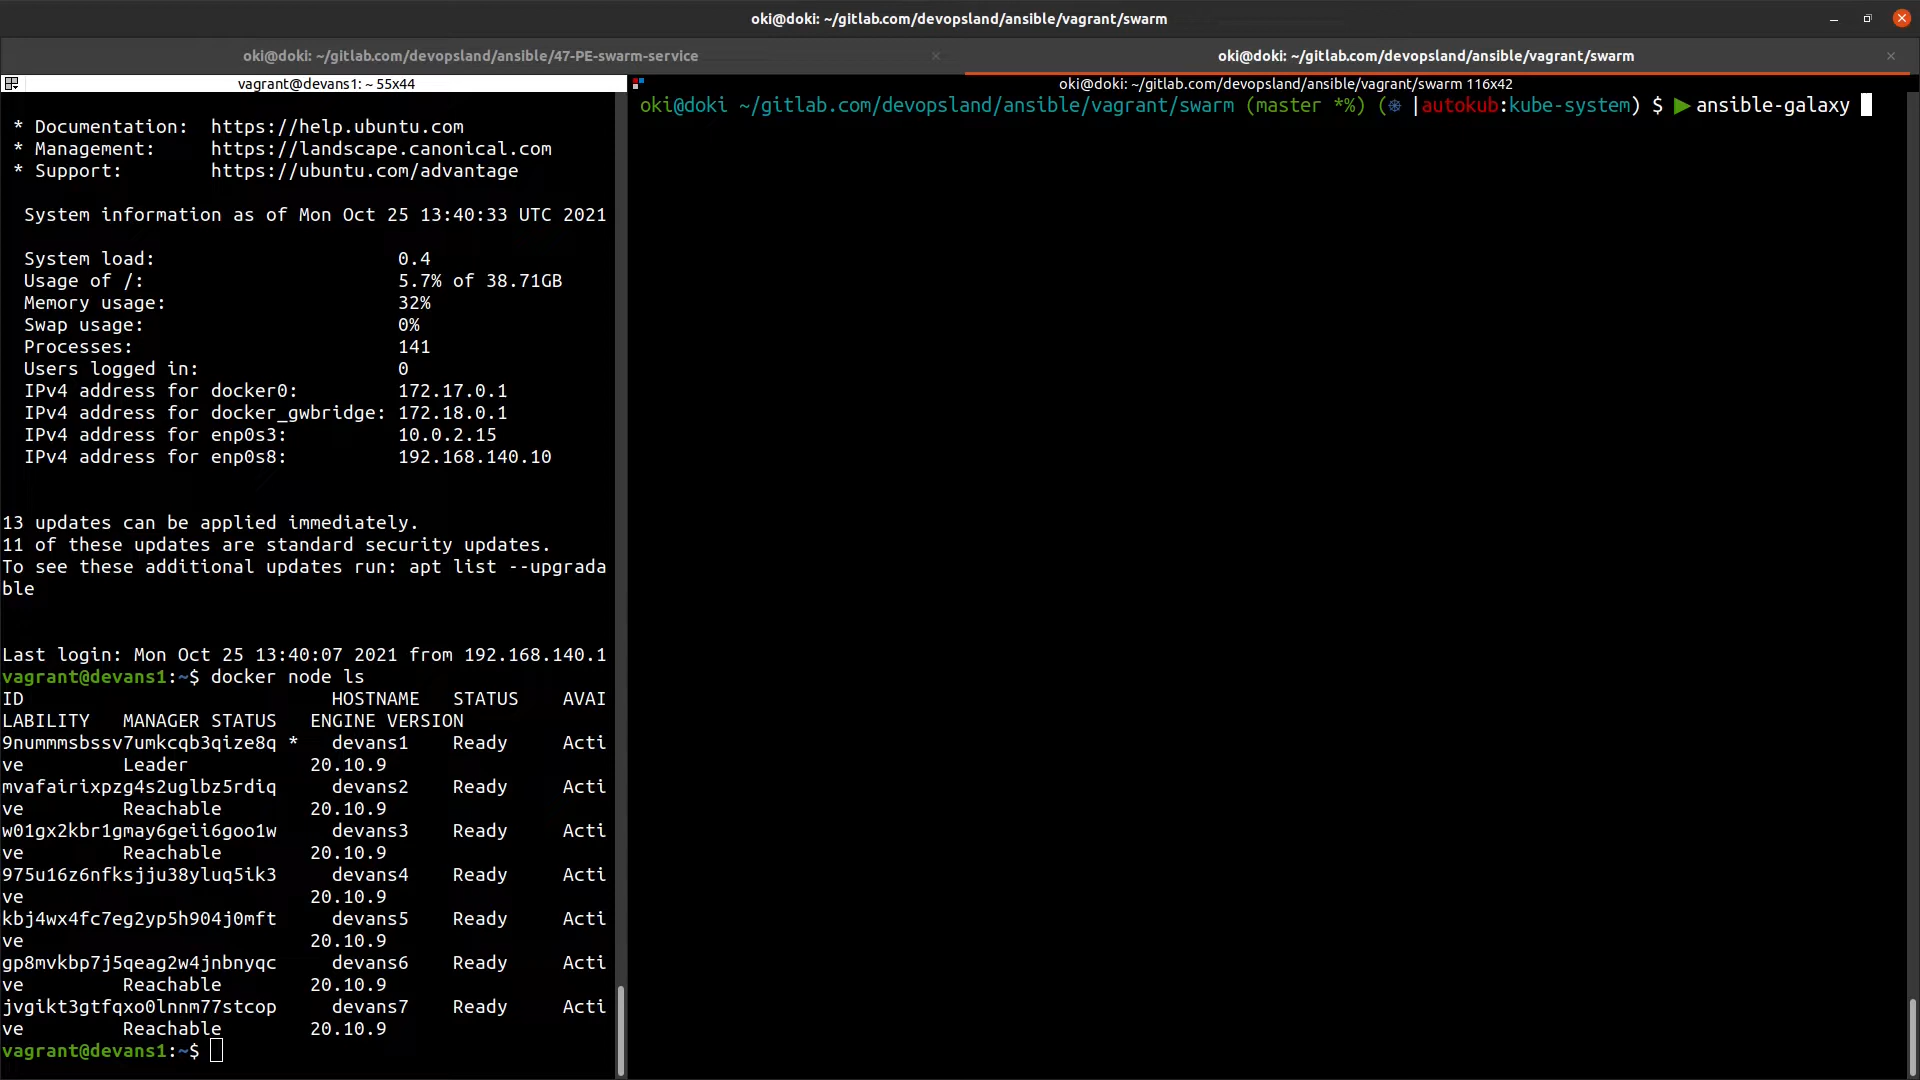 oki@doki: ~/gitlab.com/devopsland/ansible/vagrant/swarm
oki@doki: ~/gitlab.com/devopsland/ansible/47-PE-swarm-service
oki@doki: ~/gitlab.com/devopsland/ansible/vagrant/swarm
vagrant@devans1: ~ 55x44
* Documentation:  https://help.ubuntu.com
* Management:     https://landscape.canonical.com
* Support:        https://ubuntu.com/advantage
System information as of Mon Oct 25 13:40:33 UTC 2021
System load:                      0.4
Usage of /:                       5.7% of 38.71GB
Memory usage:                     32%
Swap usage:                       0%
Processes:                        141
Users logged in:                  0
IPv4 address for docker0:         172.17.0.1
IPv4 address for docker_gwbridge: 172.18.0.1
IPv4 address for enp0s3:          10.0.2.15
IPv4 address for enp0s8:          192.168.140.10
13 updates can be applied immediately.
11 of these updates are standard security updates.
To see these additional updates run: apt list --upgrada
ble
Last login: Mon Oct 25 13:40:07 2021 from 192.168.140.1
vagrant@devans1:~$ docker node ls
ID                            HOSTNAME   STATUS    AVAI
LABILITY   MANAGER STATUS   ENGINE VERSION
9nummmsbssv7umkcqb3qize8q *   devans1    Ready     Acti
ve         Leader           20.10.9
mvafairixpzg4s2uglbz5rdiq     devans2    Ready     Acti
ve         Reachable        20.10.9
w01gx2kbr1gmay6geii6goo1w     devans3    Ready     Acti
ve         Reachable        20.10.9
975u16z6nfksjju38yluq5ik3     devans4    Ready     Acti
ve                          20.10.9
kbj4wx4fc7eg2yp5h904j0mft     devans5    Ready     Acti
ve                          20.10.9
gp8mvkbp7j5qeag2w4jnbnyqc     devans6    Ready     Acti
ve         Reachable        20.10.9
jvgikt3gtfqxo0lnnm77stcop     devans7    Ready     Acti
ve         Reachable        20.10.9
vagrant@devans1:~$
oki@doki: ~/gitlab.com/devopsland/ansible/vagrant/swarm 116x42
oki@doki ~/gitlab.com/devopsland/ansible/vagrant/swarm (master *%) (⎈ |autokub:kube-system) $ ▶ ansible-galaxy